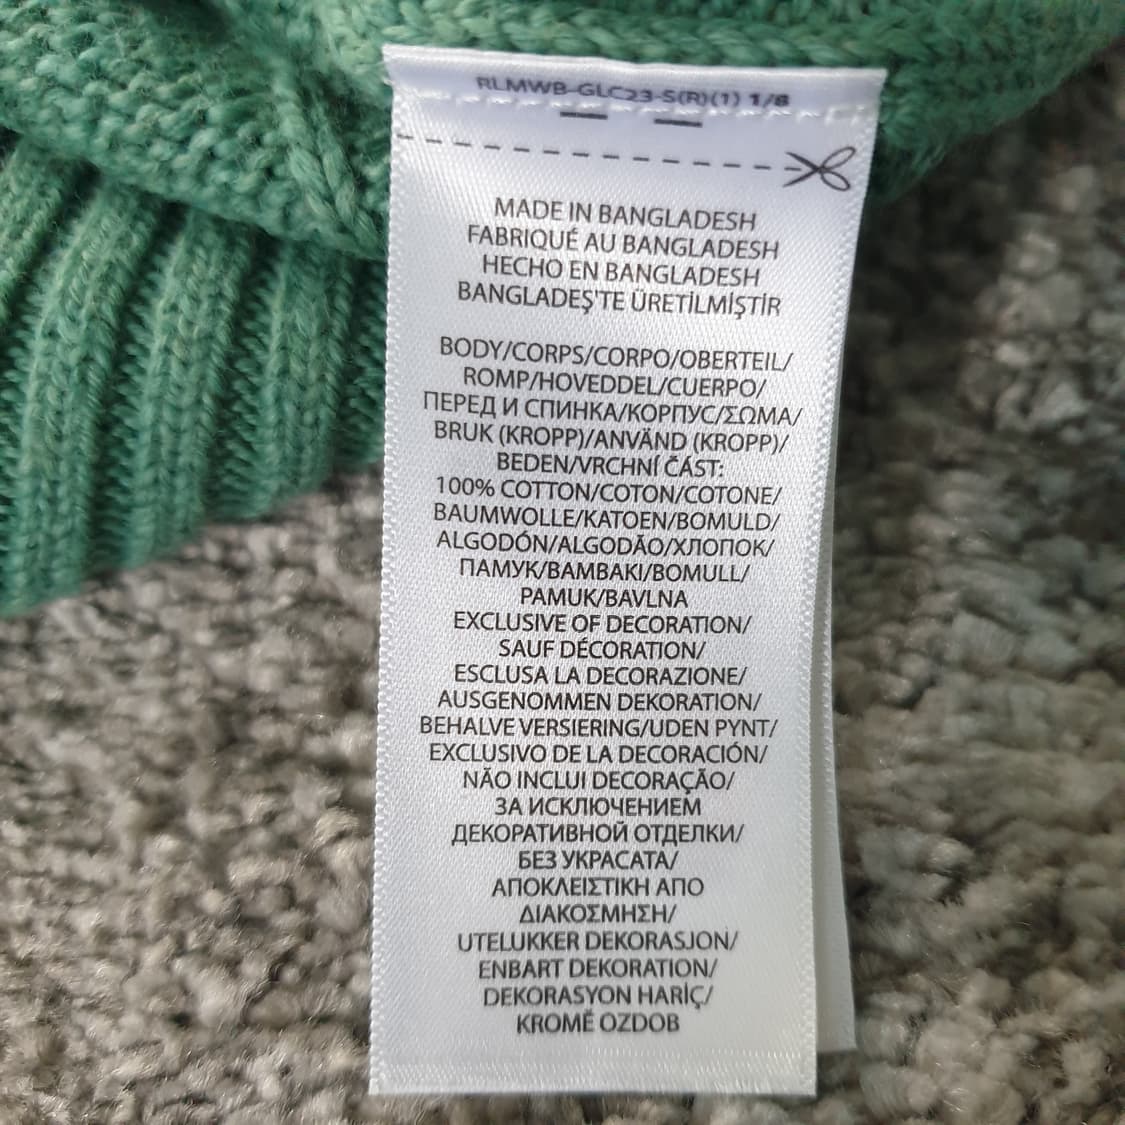 RLMWB-GLC23-S(R)(1) 1/8
MADE IN BANGLADESH
FABRIQUÉ AU BANGLADESH
HECHO EN BANGLADESH
BANGLADEŞ'TE ÜRETİLMİŞTİR
BODY/CORPS/CORPO/OBERTEIL/
ROMP/HOVEDDEL/CUERPO/
ПЕРЕД И СПИНКА/КОРПУС/ΣΩΜΑ/
BRUK (KROPP)/ANVÄND (KROPP)/
BEDEN/VRCHNÍ ČÁST:
100% COTTON/COTON/COTONE/
BAUMWOLLE/KATOEN/BOMULD/
ALGODÓN/ALGODÃO/ХЛОПОК/
ПАМУК/ΒΑΜΒΑΚΙ/BOMULL/
PAMUK/BAVLNA
EXCLUSIVE OF DECORATION/
SAUF DÉCORATION/
ESCLUSA LA DECORAZIONE/
AUSGENOMMEN DEKORATION/
BEHALVE VERSIERING/UDEN PYNT/
EXCLUSIVO DE LA DECORACIÓN/
NÃO INCLUI DECORAÇÃO/
ЗА ИСКЛЮЧЕНИЕМ
ДЕКОРАТИВНОЙ ОТДЕЛКИ/
БЕЗ УКРАСАТА/
ΑΠΟΚΛΕΙΣΤΙΚΗ ΑΠΟ
ΔΙΑΚΟΣΜΗΣΗ/
UTELUKKER DEKORASJON/
ENBART DEKORATION/
DEKORASYON HARİÇ/
KROMĚ OZDOB